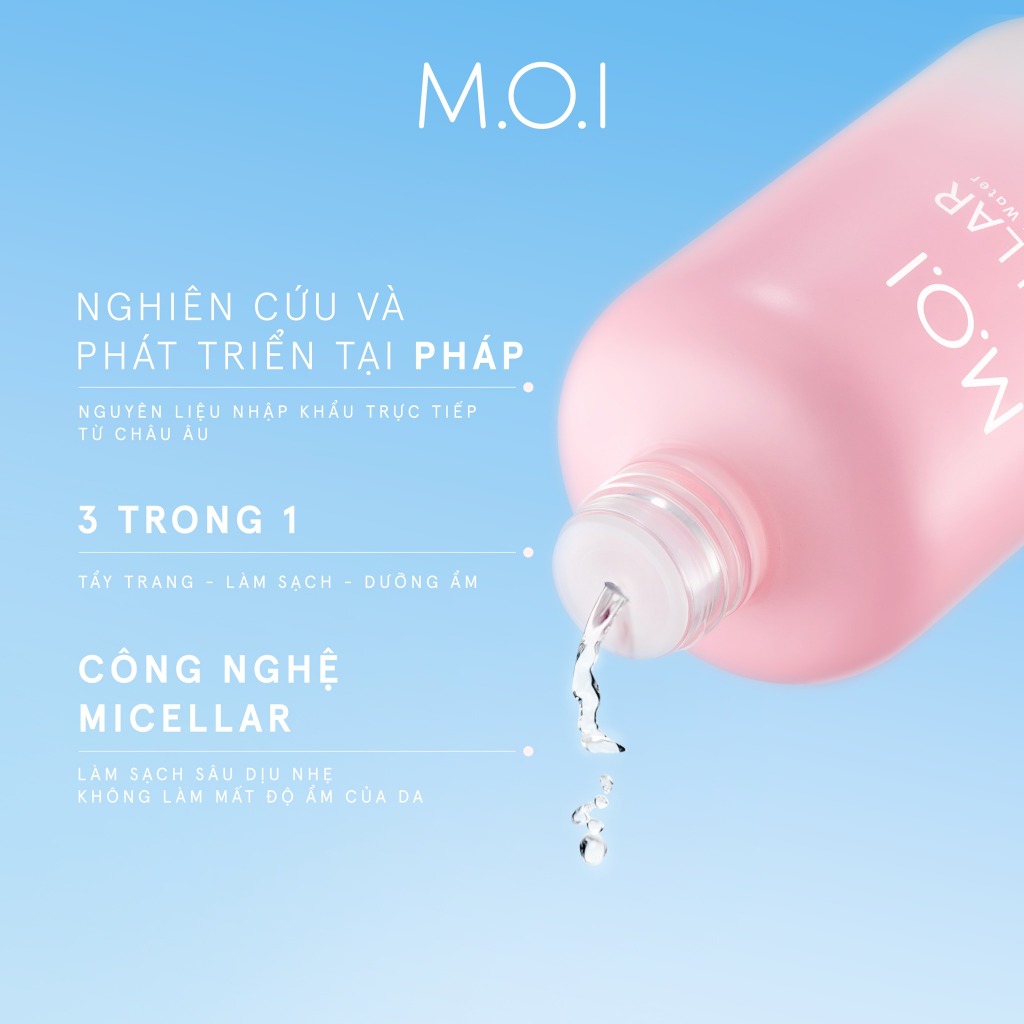 M.O.I
NGHIÊN CỨU VÀ
PHÁT TRIỂN TẠI PHÁP
NGUYÊN LIỆU NHẬP KHẨU TRỰC TIẾP
TỪ CHÂU ÂU
3 TRONG 1
TẨY TRANG - LÀM SẠCH - DƯỠNG ẨM
CÔNG NGHỆ
MICELLAR
LÀM SẠCH SÂU DỊU NHẸ
KHÔNG LÀM MẤT ĐỘ ẨM CỦA DA
M.O.I
Water